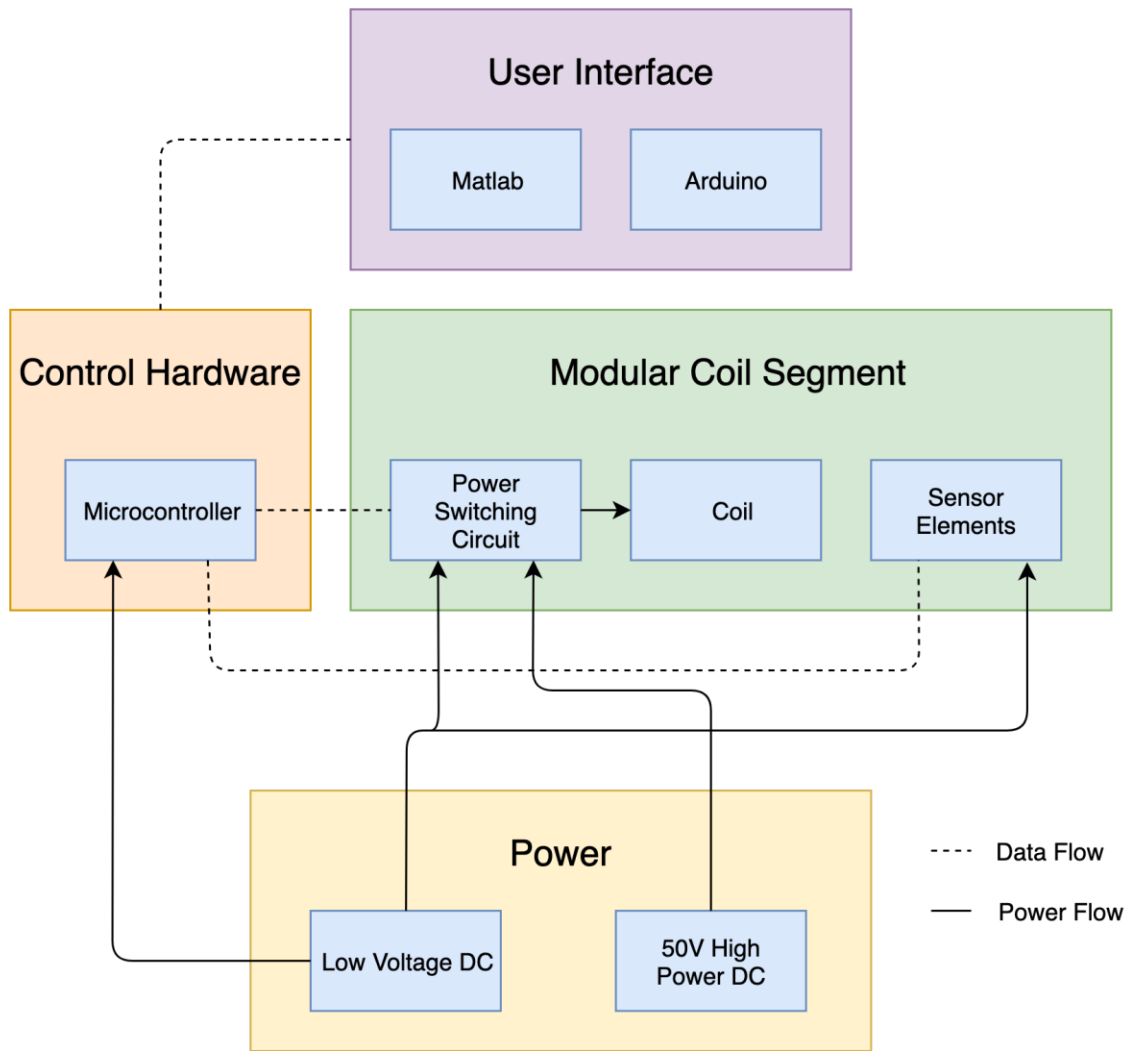 User Interface
Matlab
Arduino
Control Hardware
Modular Coil Segment
Microcontroller
Power
Switching
Circuit
Coil
Sensor
Elements
Power
Low Voltage DC
50V High
Power DC
Data Flow
Power Flow